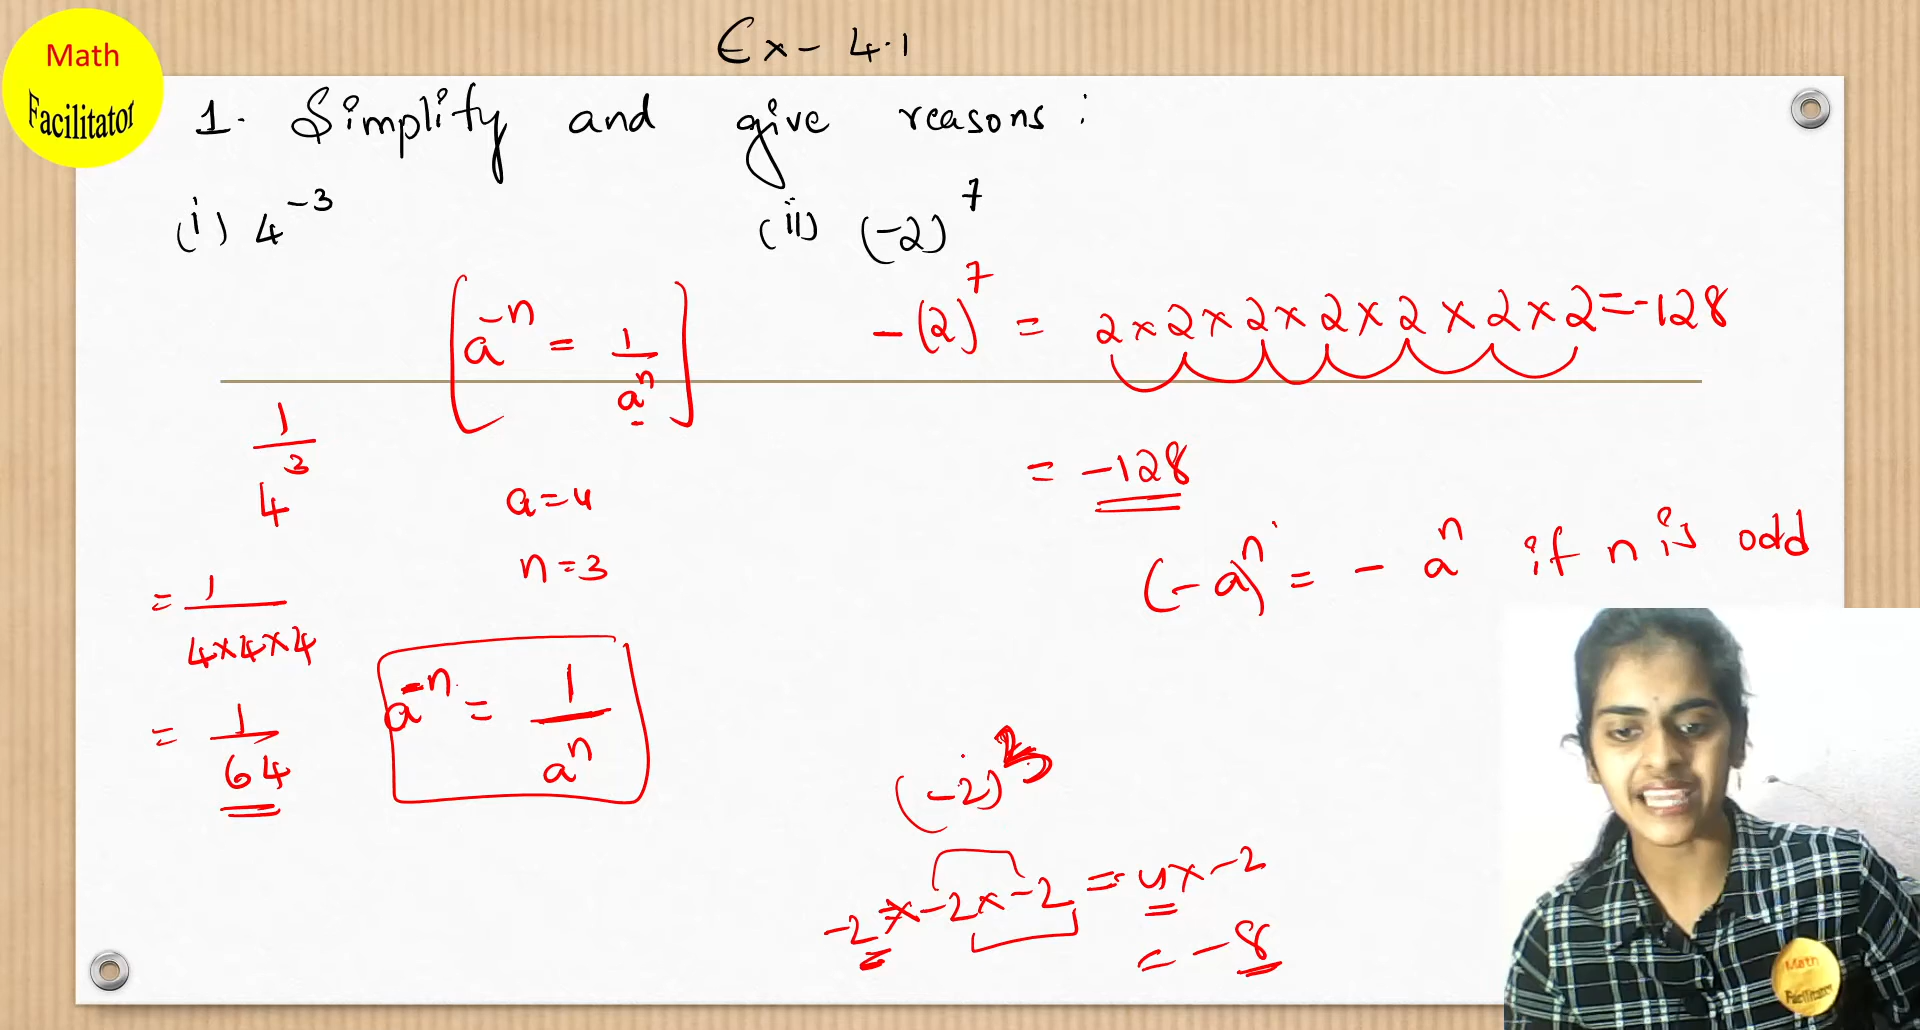 Math
Facilitator
Ex - 4.1
1. Simplify and give reasons :
(i) 4^-3
(ii) (-2)^7
[a^-n = 1/a^n]
1/4^3
a=4
n=3
= 1/4×4×4
= 1/64
a^-n = 1/a^n
-(2)^7 = 2×2×2×2×2×2×2=-128
= -128
(-a)^n = - a^n if n is odd
(-2)^3
-2×-2×-2 = 4×-2
= -8
Math
Facilitator